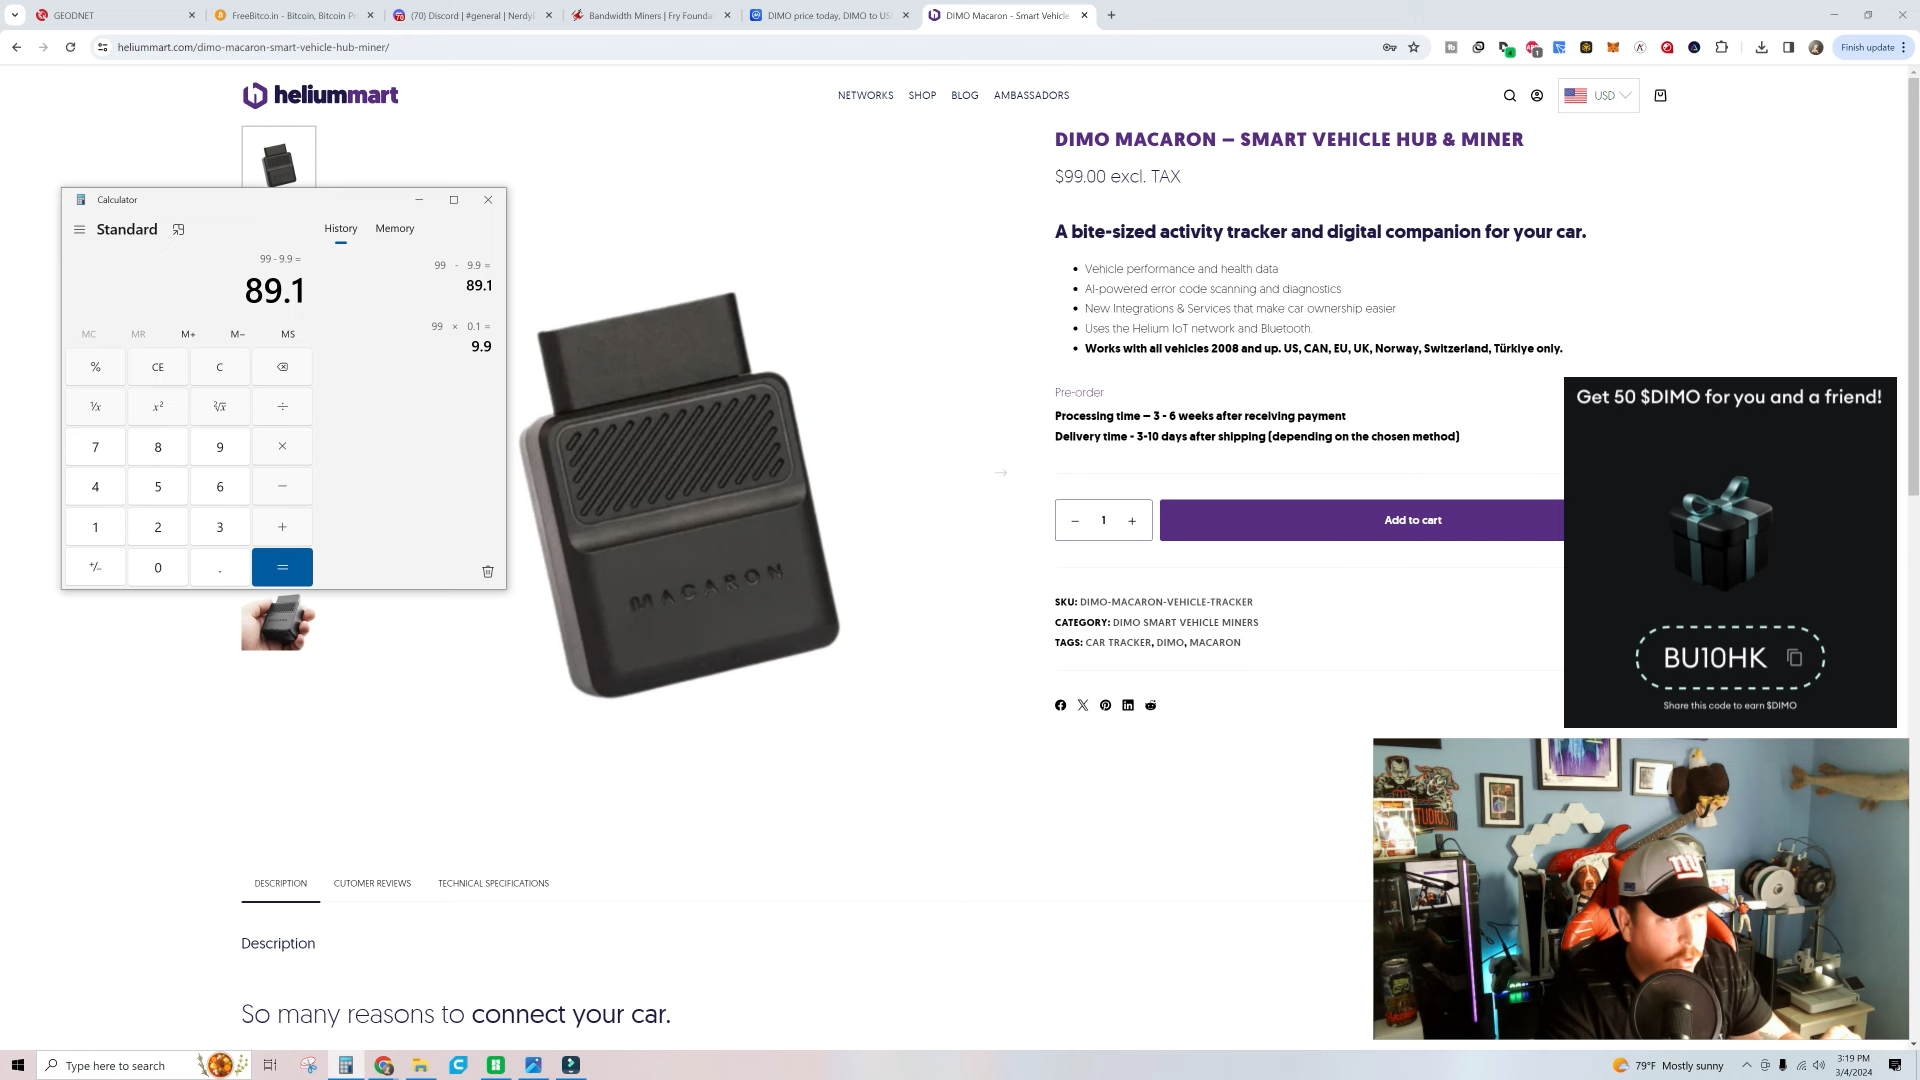 GEODNET
FreeBitco.in - Bitcoin, Bitcoin Pr
(70) Discord | #general | Nerdy
Bandwidth Miners | Fry Founda
DIMO price today, DIMO to US
DIMO Macaron - Smart Vehicle
heliummart.com/dimo-macaron-smart-vehicle-hub-miner/
Finish update
heliummart
NETWORKS
SHOP
BLOG
AMBASSADORS
USD
DIMO MACARON – SMART VEHICLE HUB & MINER
$99.00 excl. TAX
A bite-sized activity tracker and digital companion for your car.
• Vehicle performance and health data
• AI-powered error code scanning and diagnostics
• New Integrations & Services that make car ownership easier
• Uses the Helium IoT network and Bluetooth.
• Works with all vehicles 2008 and up. US, CAN, EU, UK, Norway, Switzerland, Türkiye only.
Pre-order
Processing time – 3 - 6 weeks after receiving payment
Delivery time - 3-10 days after shipping (depending on the chosen method)
− 1 +
Add to cart
SKU: DIMO-MACARON-VEHICLE-TRACKER
CATEGORY: DIMO SMART VEHICLE MINERS
TAGS: CAR TRACKER, DIMO, MACARON
Calculator
Standard
History
Memory
99 - 9.9 =
89.1
99 - 9.9 =
89.1
99 × 0.1 =
9.9
MC MR M+ M− MS
% CE C
¹/x x² ²√x ÷
7 8 9 ×
4 5 6 −
1 2 3 +
+/− 0 . =
MACARON
Get 50 $DIMO for you and a friend!
BU10HK
Share this code to earn $DIMO
DESCRIPTION
CUTOMER REVIEWS
TECHNICAL SPECIFICATIONS
Description
So many reasons to connect your car.
Type here to search
79°F Mostly sunny
3:19 PM
3/4/2024